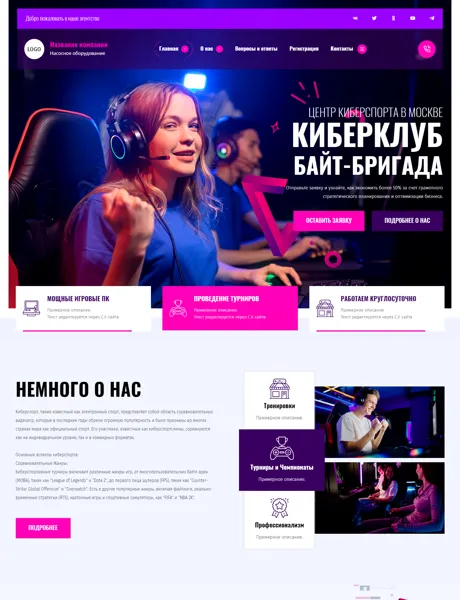 Добро пожаловать в наше агентство
LOGO
Название компании
Насосное оборудование
Главная
О нас
Вопросы и ответы
Регистрация
Контакты
ЦЕНТР КИБЕРСПОРТА В МОСКВЕ
КИБЕРКЛУБ
БАЙТ-БРИГАДА
Отправьте заявку и узнайте, как экономить более 50% за счет грамотного
стратегического планирования и оптимизации бизнеса.
ОСТАВИТЬ ЗАЯВКУ
ПОДРОБНЕЕ О НАС
МОЩНЫЕ ИГРОВЫЕ ПК
Примерное описание.
Текст редактируется через C.V сайта
ПРОВЕДЕНИЕ ТУРНИРОВ
Примерное описание.
Текст редактируется через C.V сайта
РАБОТАЕМ КРУГЛОСУТОЧНО
Примерное описание.
Текст редактируется через C.V сайта
НЕМНОГО О НАС
Киберспорт, также известный как электронный спорт, представляет собой область соревновательных
видеоигр, которые в последние годы обрели огромную популярность и были признаны во многих
странах мира как официальный спорт. Его участники, известные как киберспортсмены, соревнуются
как на индивидуальном уровне, так и в командных форматах.
Основные аспекты киберспорта:
Соревновательные Жанры:
Киберспортивные турниры включают различные жанры игр, от многопользовательских баттл-арен
(MOBA), таких как "League of Legends" и "Dota 2", до первого лица шутеров (FPS), таких как "Counter-
Strike: Global Offensive" и "Overwatch". Есть и другие популярные жанры, включая файтинги, реально
временные стратегии (RTS), карточные игры и спортивные симуляторы, как "FIFA" и "NBA 2K".
ПОДРОБНЕЕ
Тренировки
Примерное описание.
Турниры и Чемпионаты
Примерное описание.
Профессионализм
Примерное описание.